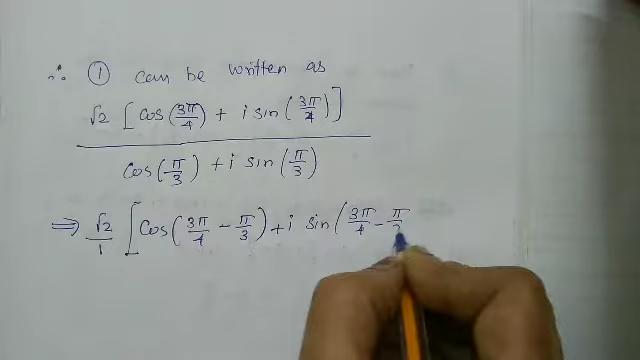 ∴ ① can be written as
√2 [cos(3π/4) + i sin(3π/4)]
cos(π/3) + i sin(π/3)
⇒ √2/1 [cos(3π/4 − π/3) + i sin(3π/4 − π/